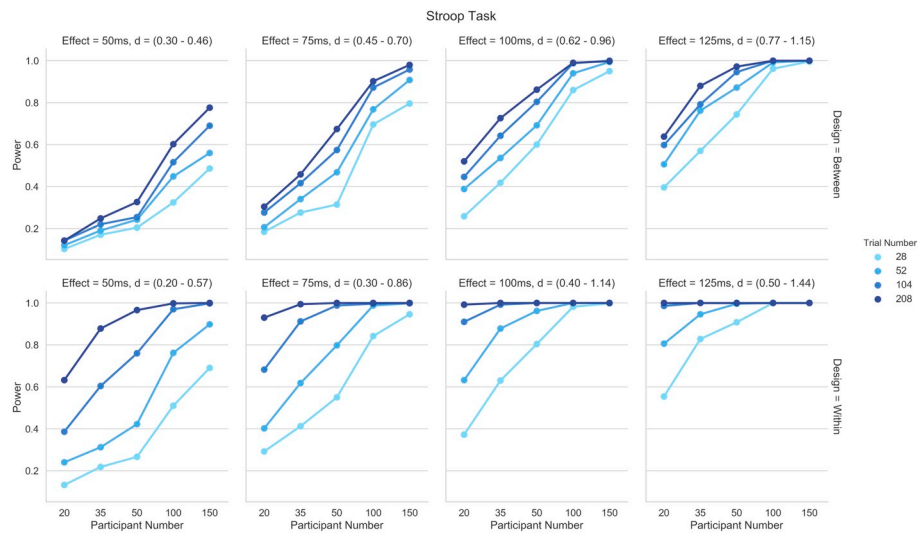 Stroop Task
Effect = 50ms, d = (0.30 - 0.46)
Effect = 75ms, d = (0.45 - 0.70)
Effect = 100ms, d = (0.62 - 0.96)
Effect = 125ms, d = (0.77 - 1.15)
1.0
0.8
0.6
0.4
0.2
Power
Design = Between
Trial Number
28
52
104
208
Effect = 50ms, d = (0.20 - 0.57)
Effect = 75ms, d = (0.30 - 0.86)
Effect = 100ms, d = (0.40 - 1.14)
Effect = 125ms, d = (0.50 - 1.44)
1.0
0.8
0.6
0.4
0.2
Power
Design = Within
20 35 50 100 150
20 35 50 100 150
20 35 50 100 150
20 35 50 100 150
Participant Number
Participant Number
Participant Number
Participant Number